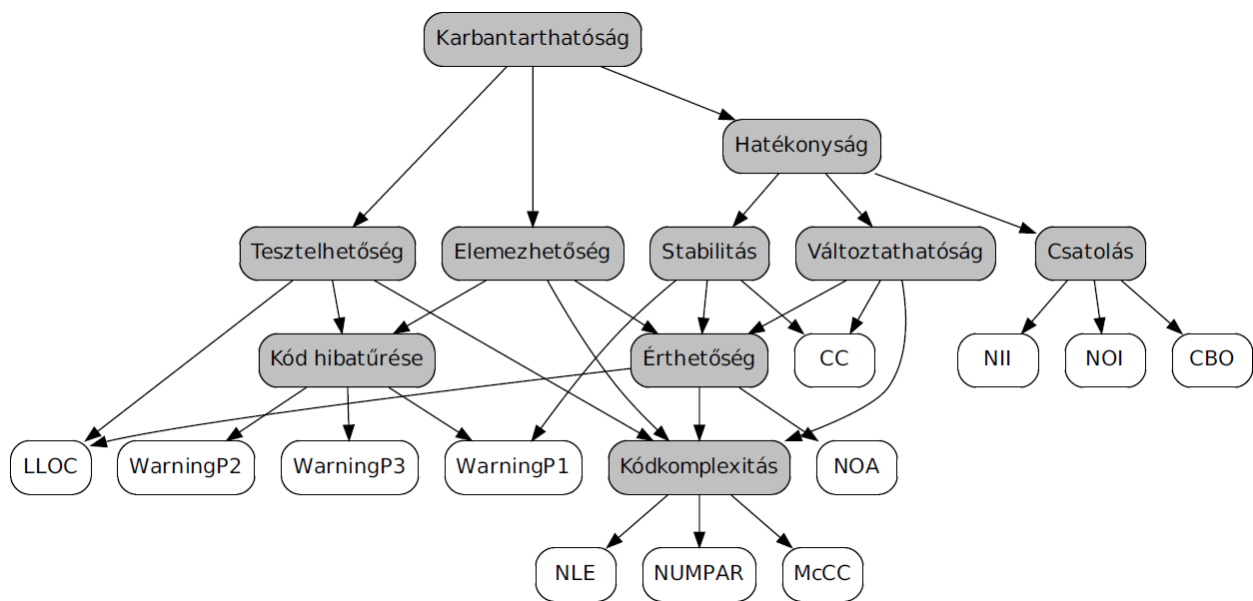 Karbantarthatóság
Hatékonyság
Tesztelhetőség
Elemezhetőség
Stabilitás
Változtathatóság
Csatolás
Kód hibatűrése
Érthetőség
CC
NII
NOI
CBO
LLOC
WarningP2
WarningP3
WarningP1
Kódkomplexitás
NOA
NLE
NUMPAR
McCC